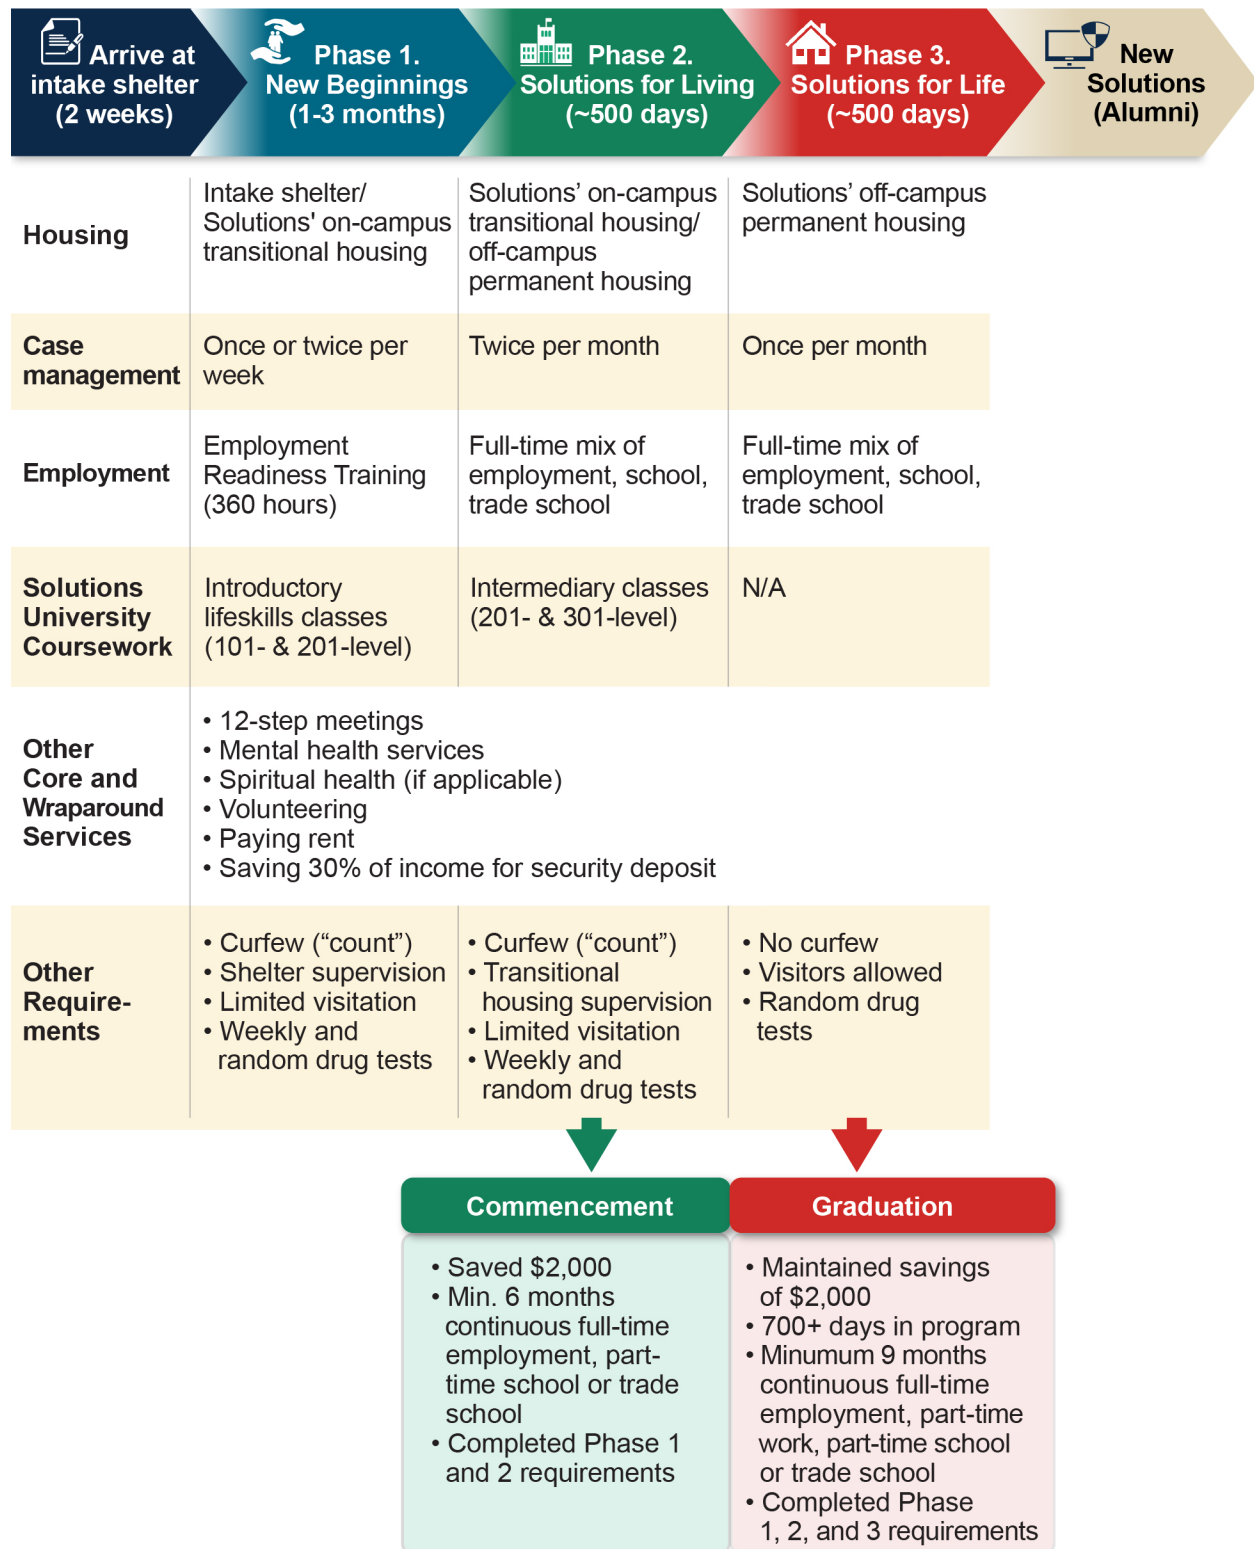 Arrive at
intake shelter
(2 weeks)
Phase 1.
New Beginnings
(1-3 months)
Phase 2.
Solutions for Living
(~500 days)
Phase 3.
Solutions for Life
(~500 days)
New
Solutions
(Alumni)
Housing
Intake shelter/
Solutions' on-campus
transitional housing
Solutions’ on-campus
transitional housing/
off-campus
permanent housing
Solutions’ off-campus
permanent housing
Case
management
Once or twice per
week
Twice per month
Once per month
Employment
Employment
Readiness Training
(360 hours)
Full-time mix of
employment, school,
trade school
Full-time mix of
employment, school,
trade school
Solutions
University
Coursework
Introductory
lifeskills classes
(101- & 201-level)
Intermediary classes
(201- & 301-level)
N/A
Other
Core and
Wraparound
Services
• 12-step meetings
• Mental health services
• Spiritual health (if applicable)
• Volunteering
• Paying rent
• Saving 30% of income for security deposit
Other
Require-
ments
• Curfew (“count”)
• Shelter supervision
• Limited visitation
• Weekly and
random drug tests
• Curfew (“count”)
• Transitional
housing supervision
• Limited visitation
• Weekly and
random drug tests
• No curfew
• Visitors allowed
• Random drug
tests
Commencement
• Saved $2,000
• Min. 6 months
continuous full-time
employment, part-
time school or trade
school
• Completed Phase 1
and 2 requirements
Graduation
• Maintained savings
of $2,000
• 700+ days in program
• Minumum 9 months
continuous full-time
employment, part-time
work, part-time school
or trade school
• Completed Phase
1, 2, and 3 requirements